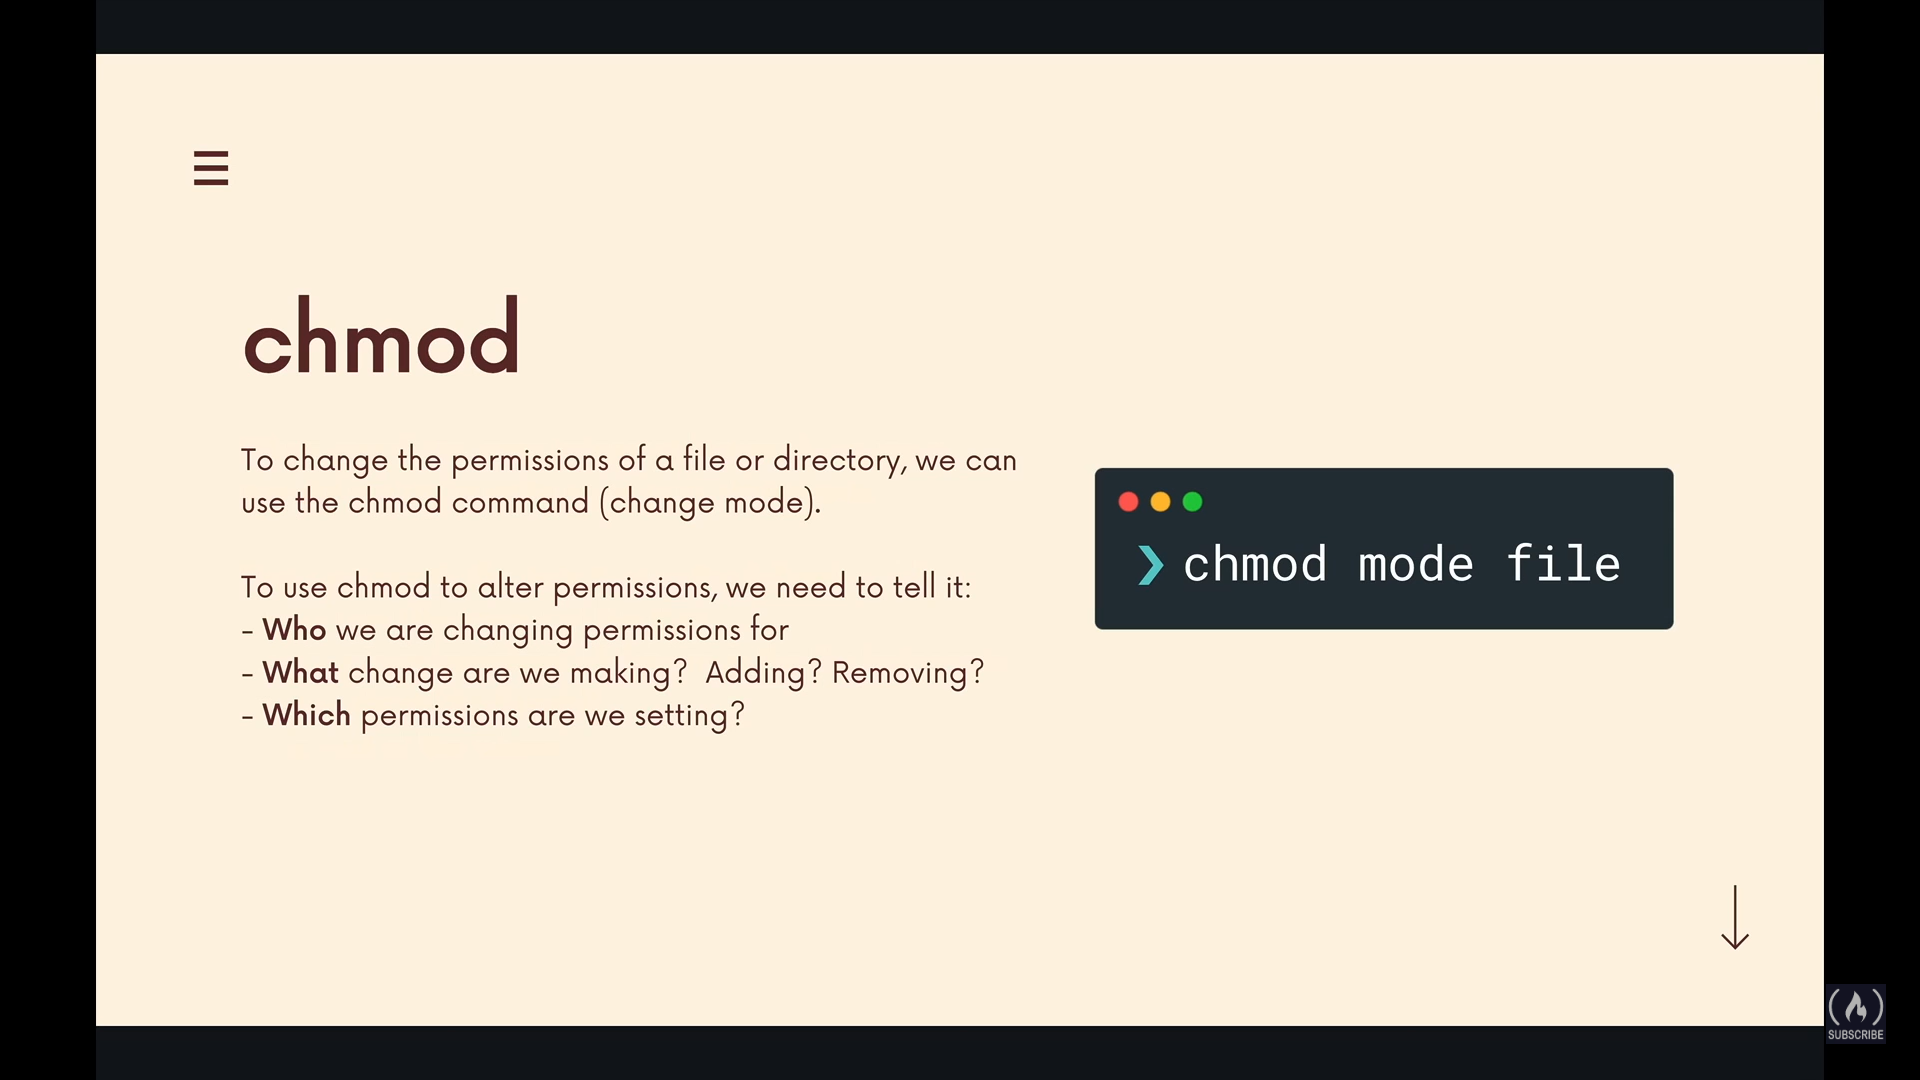 chmod
To change the permissions of a file or directory, we can
use the chmod command (change mode).
To use chmod to alter permissions, we need to tell it:
- Who we are changing permissions for
- What change are we making?  Adding? Removing?
- Which permissions are we setting?
❯ chmod mode file
SUBSCRIBE